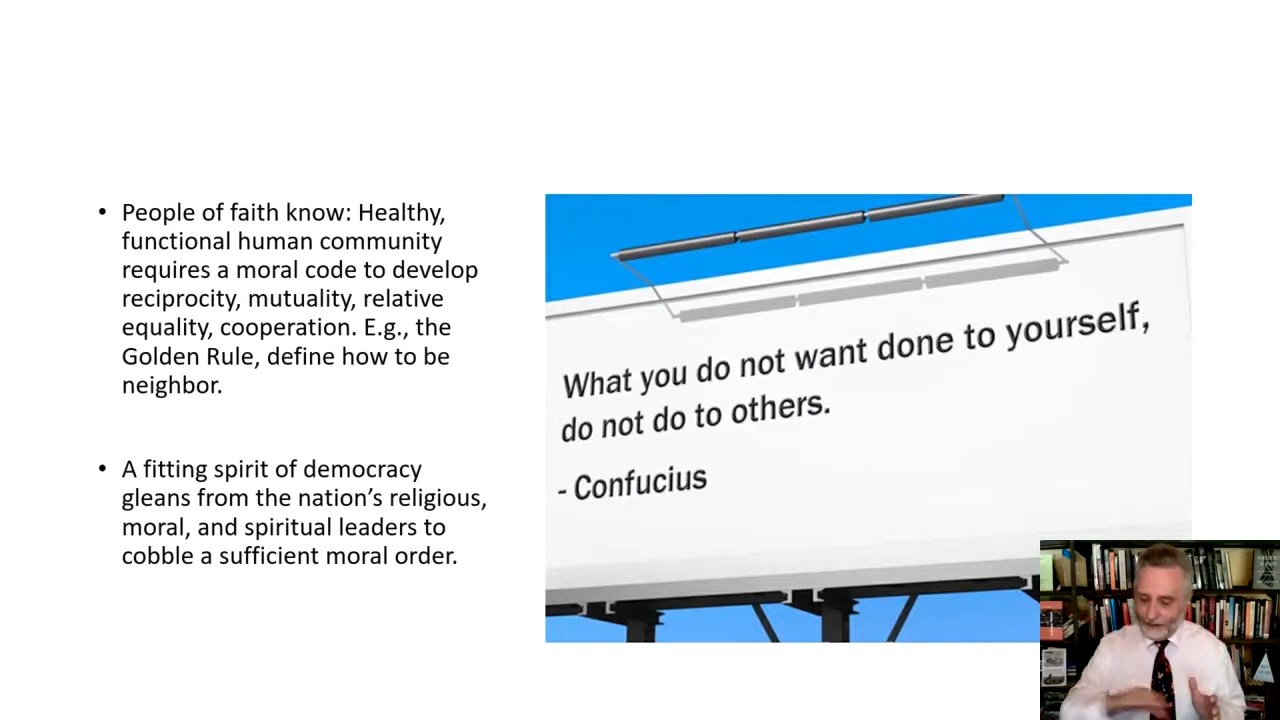 • People of faith know: Healthy,
functional human community
requires a moral code to develop
reciprocity, mutuality, relative
equality, cooperation. E.g., the
Golden Rule, define how to be
neighbor.
• A fitting spirit of democracy
gleans from the nation’s religious,
moral, and spiritual leaders to
cobble a sufficient moral order.
What you do not want done to yourself,
do not do to others.
- Confucius